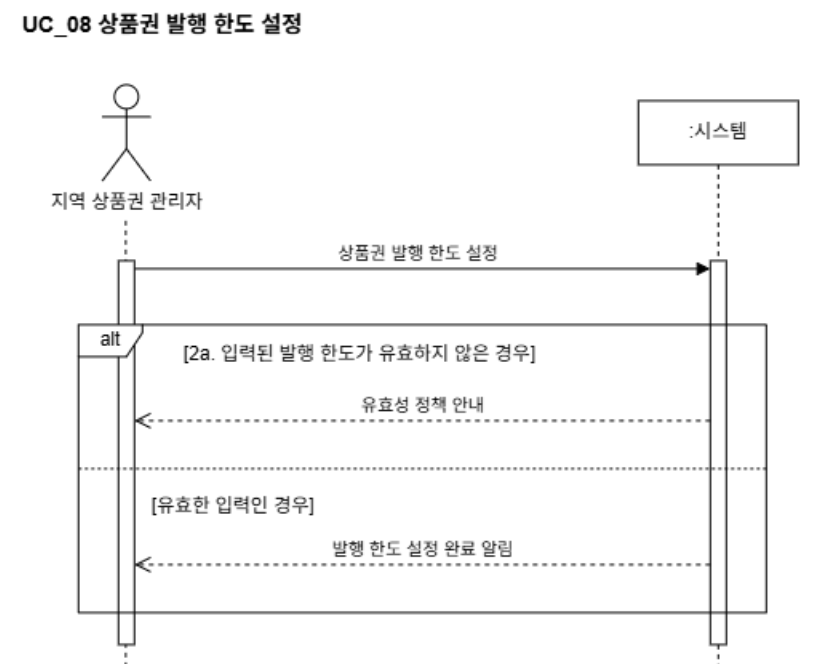 UC_08 상품권 발행 한도 설정
:시스템
지역 상품권 관리자
상품권 발행 한도 설정
alt
[2a. 입력된 발행 한도가 유효하지 않은 경우]
유효성 정책 안내
[유효한 입력인 경우]
발행 한도 설정 완료 알림